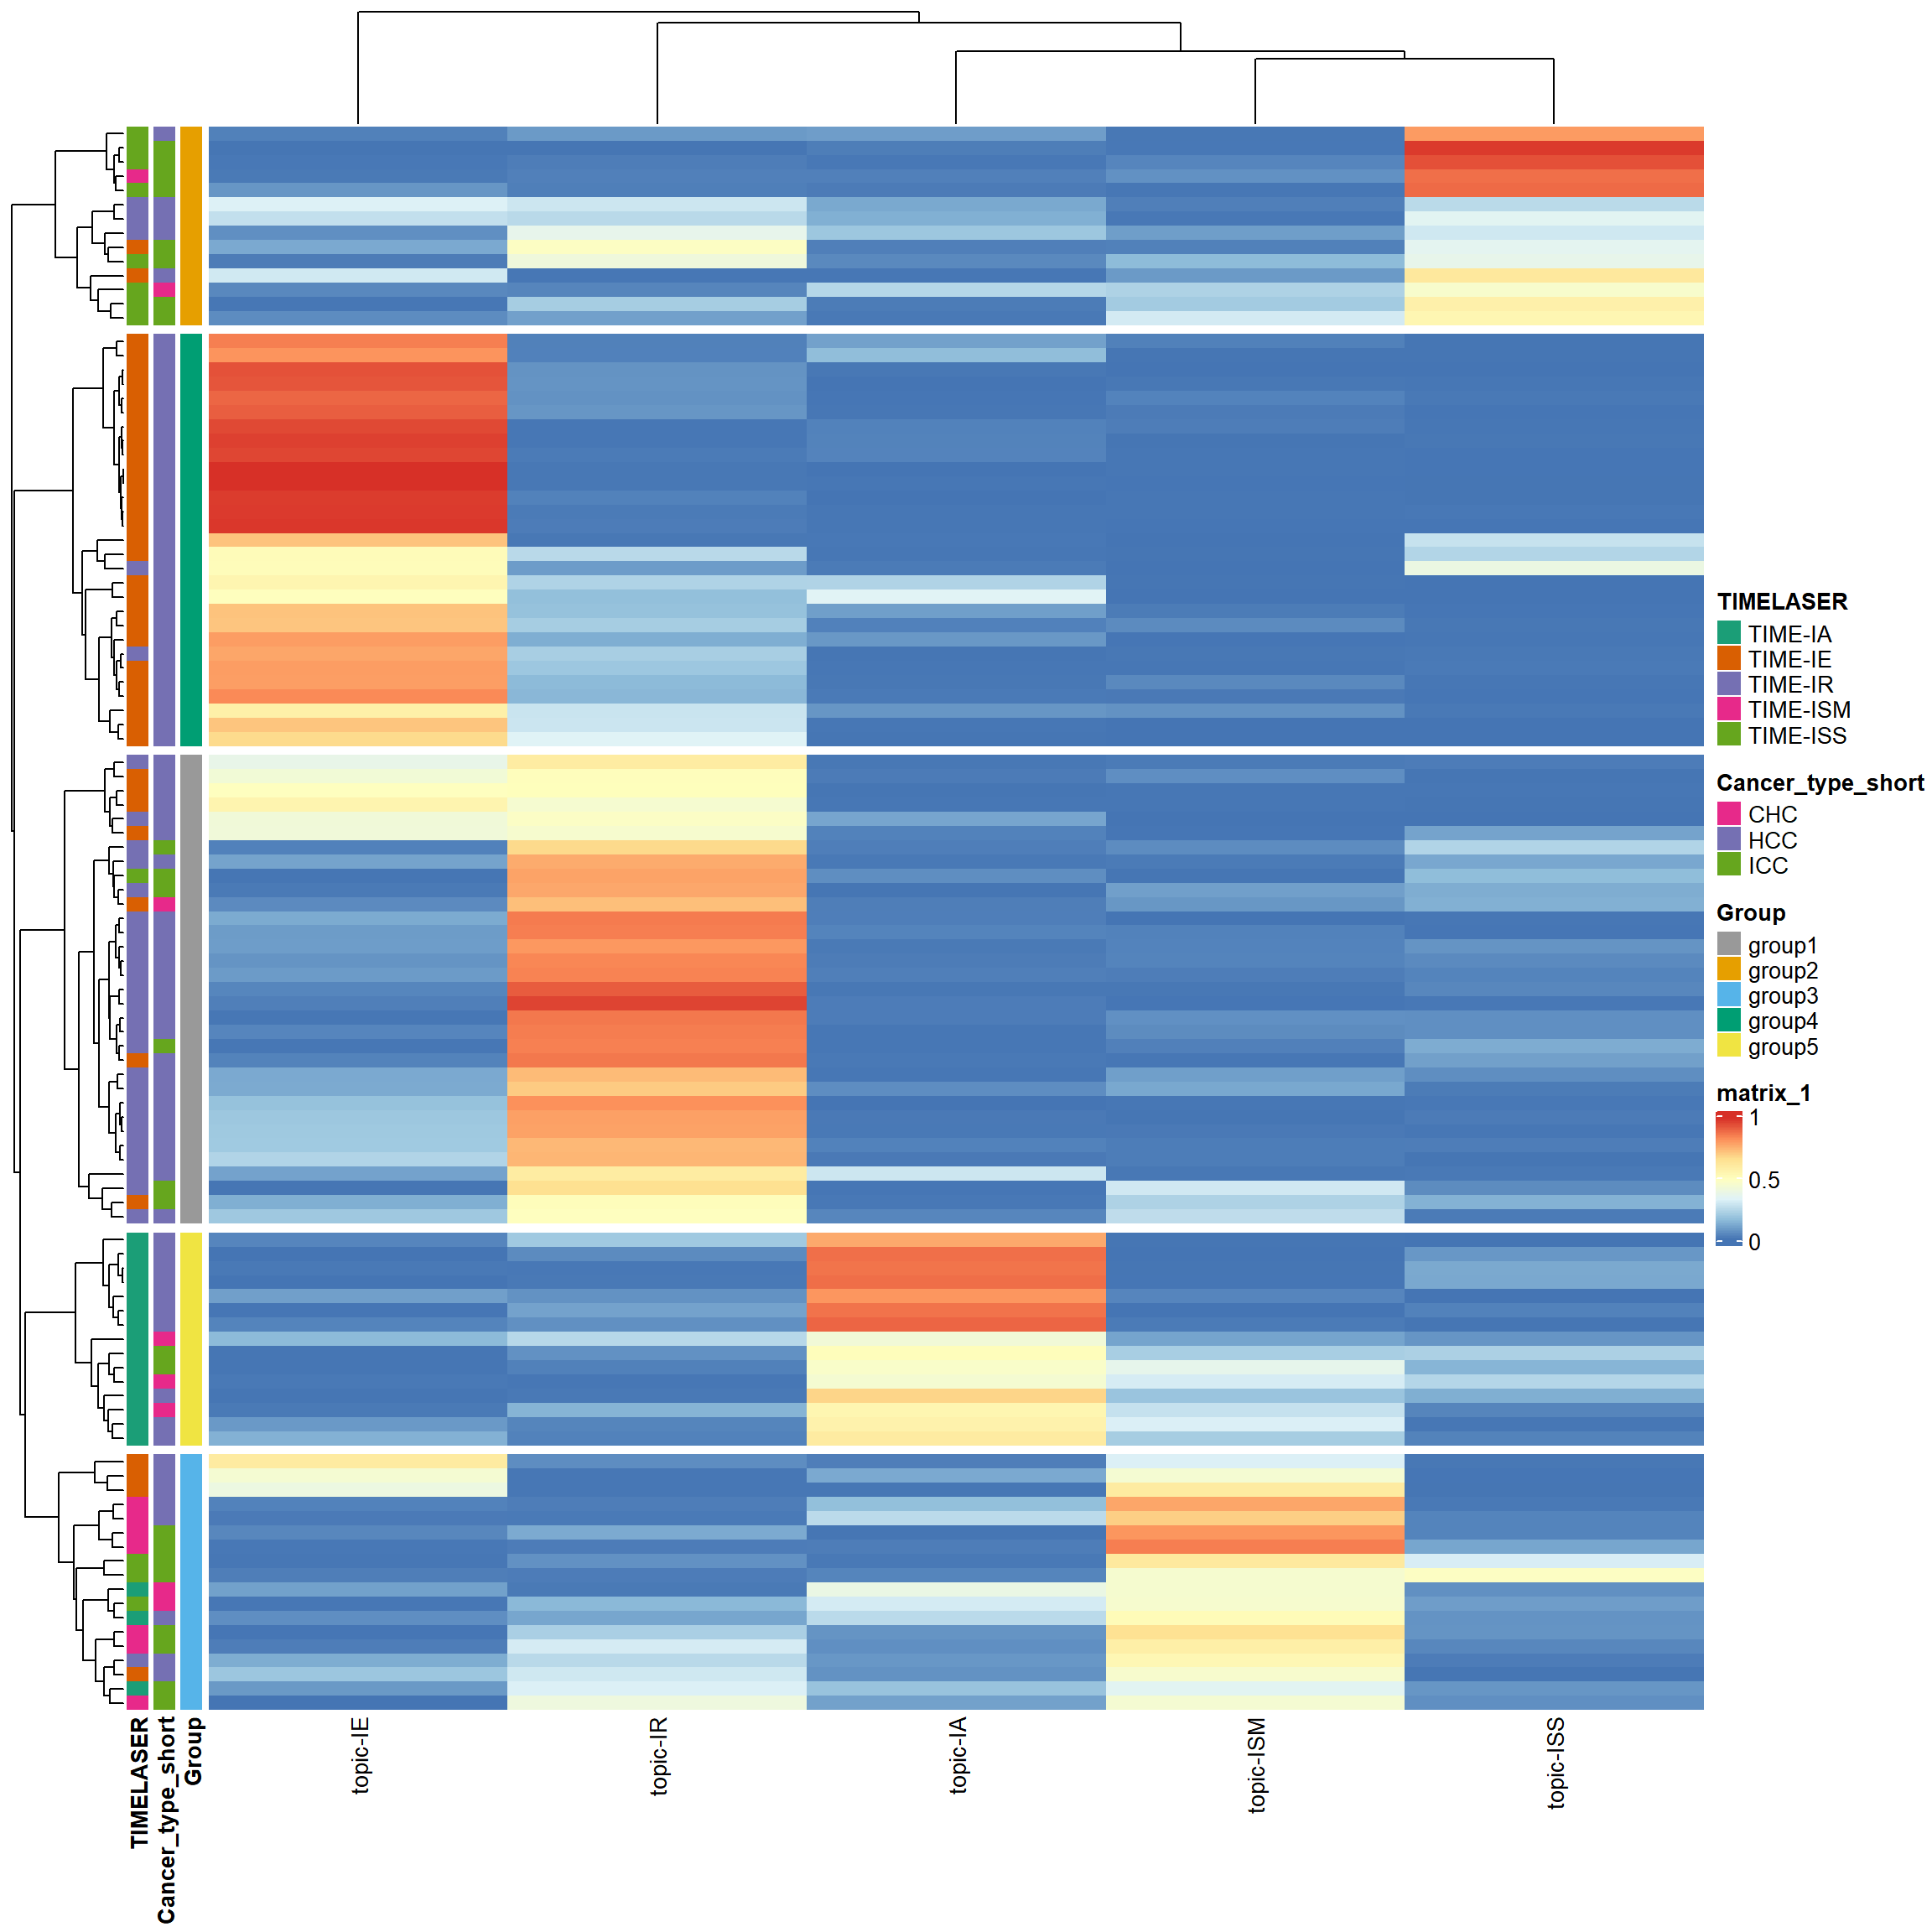 TIMELASER
TIME-IA
TIME-IE
TIME-IR
TIME-ISM
TIME-ISS
Cancer_type_short
CHC
HCC
ICC
Group
group1
group2
group3
group4
group5
matrix_1
1
0.5
0
TIMELASER
Cancer_type_short
Group
topic-IE
topic-IR
topic-IA
topic-ISM
topic-ISS